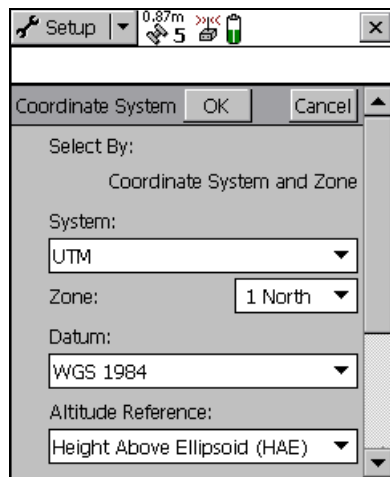 Setup 0.87m 5
Coordinate System OK Cancel
Select By:
Coordinate System and Zone
System:
UTM
Zone: 1 North
Datum:
WGS 1984
Altitude Reference:
Height Above Ellipsoid (HAE)